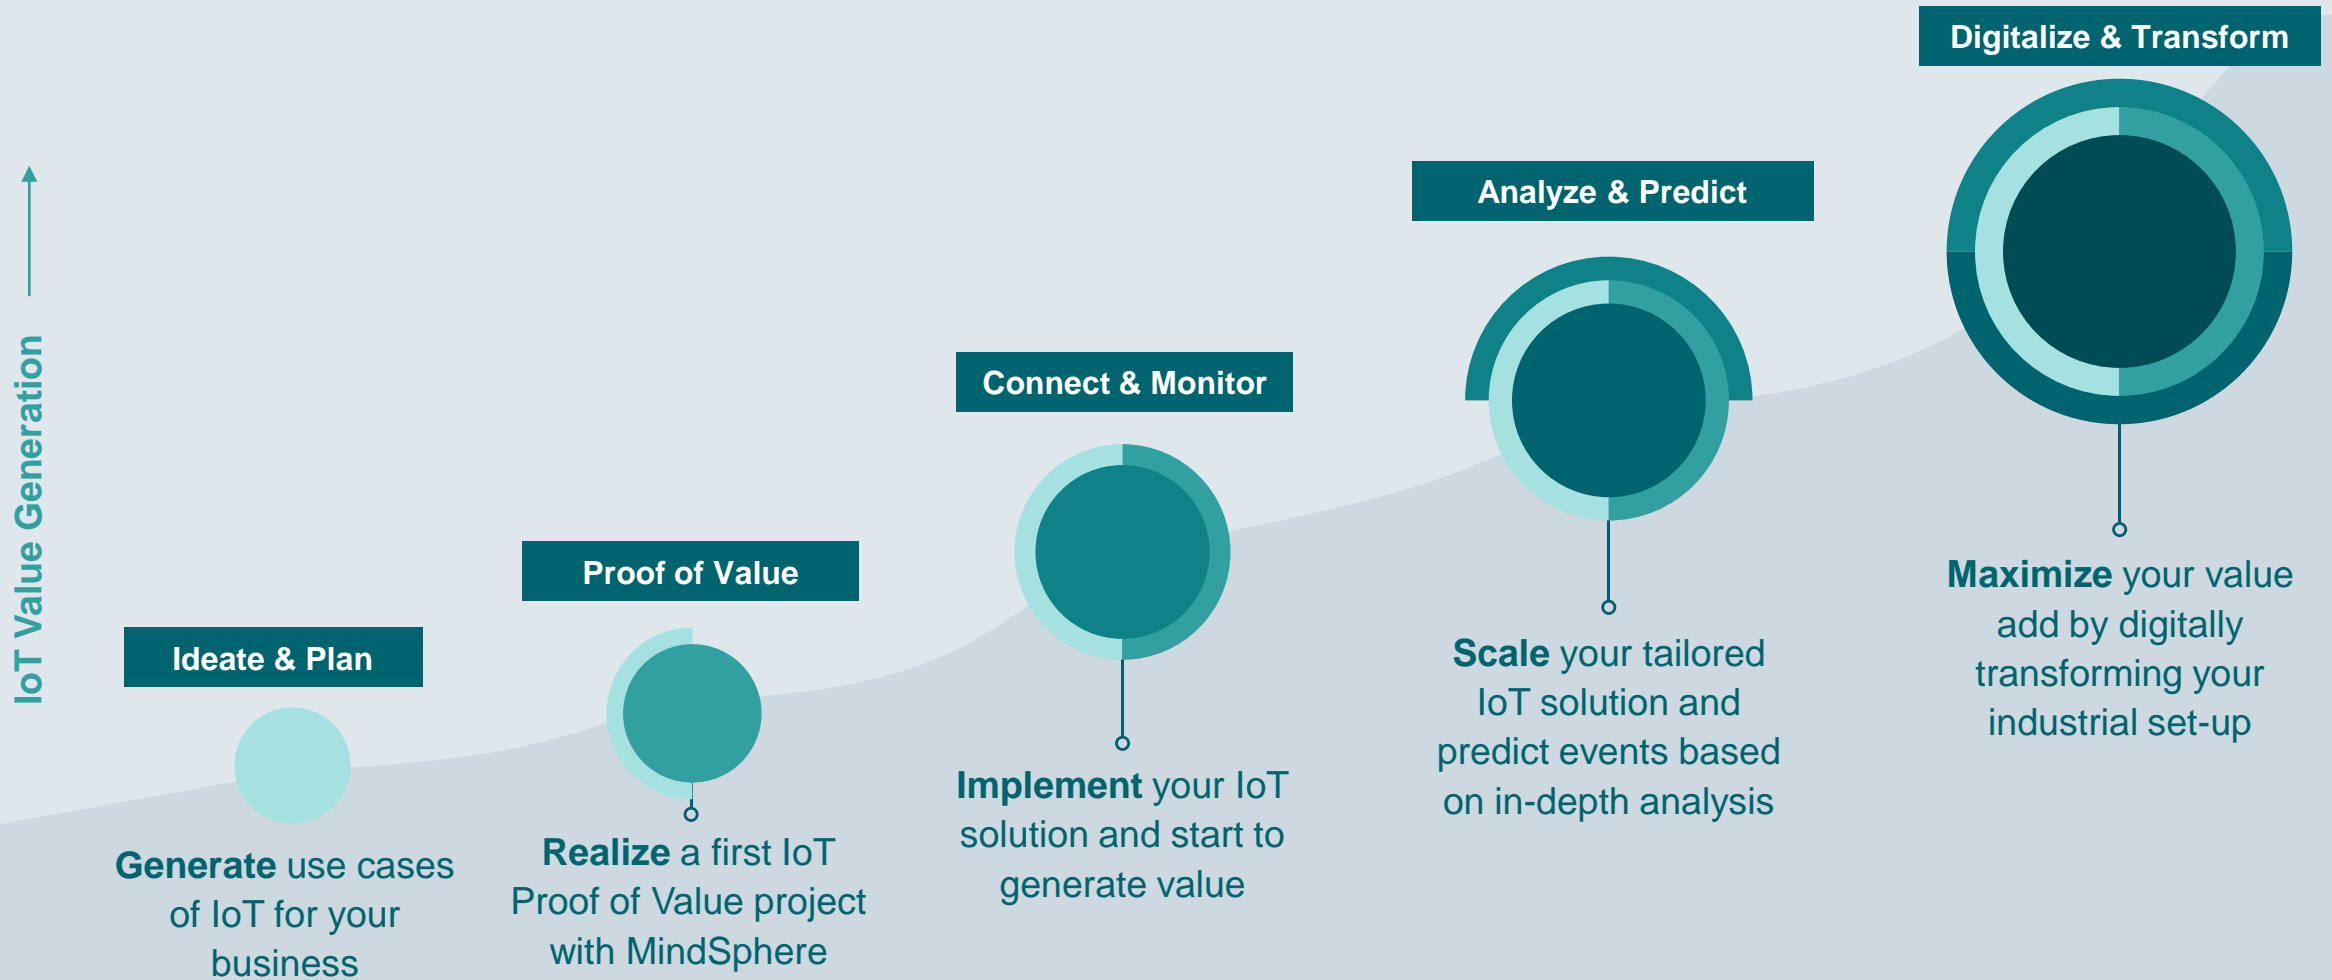 IoT Value Generation
Ideate & Plan
Generate use cases
of IoT for your
business
Proof of Value
Realize a first IoT
Proof of Value project
with MindSphere
Connect & Monitor
Implement your IoT
solution and start to
generate value
Analyze & Predict
Scale your tailored
IoT solution and
predict events based
on in-depth analysis
Digitalize & Transform
Maximize your value
add by digitally
transforming your
industrial set-up